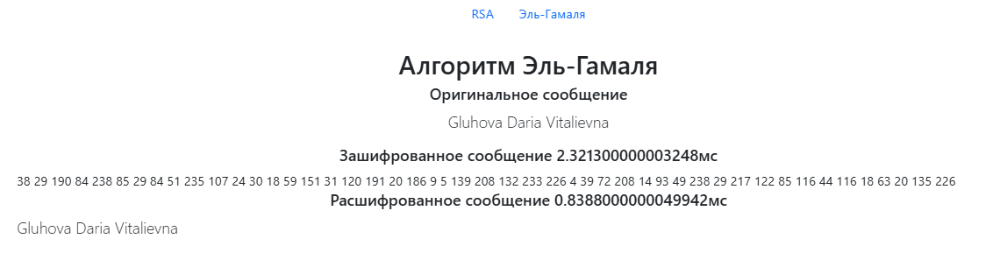 RSA Эль-Гамаля
Алгоритм Эль-Гамаля
Оригинальное сообщение
Gluhova Daria Vitalievna
Зашифрованное сообщение 2.321300000003248мс
38 29 190 84 238 85 29 84 51 235 107 24 30 18 59 151 31 120 191 20 186 9 5 139 208 132 233 226 4 39 72 208 14 93 49 238 29 217 122 85 116 44 116 18 63 20 135 226
Расшифрованное сообщение 0.8388000000049942мс
Gluhova Daria Vitalievna